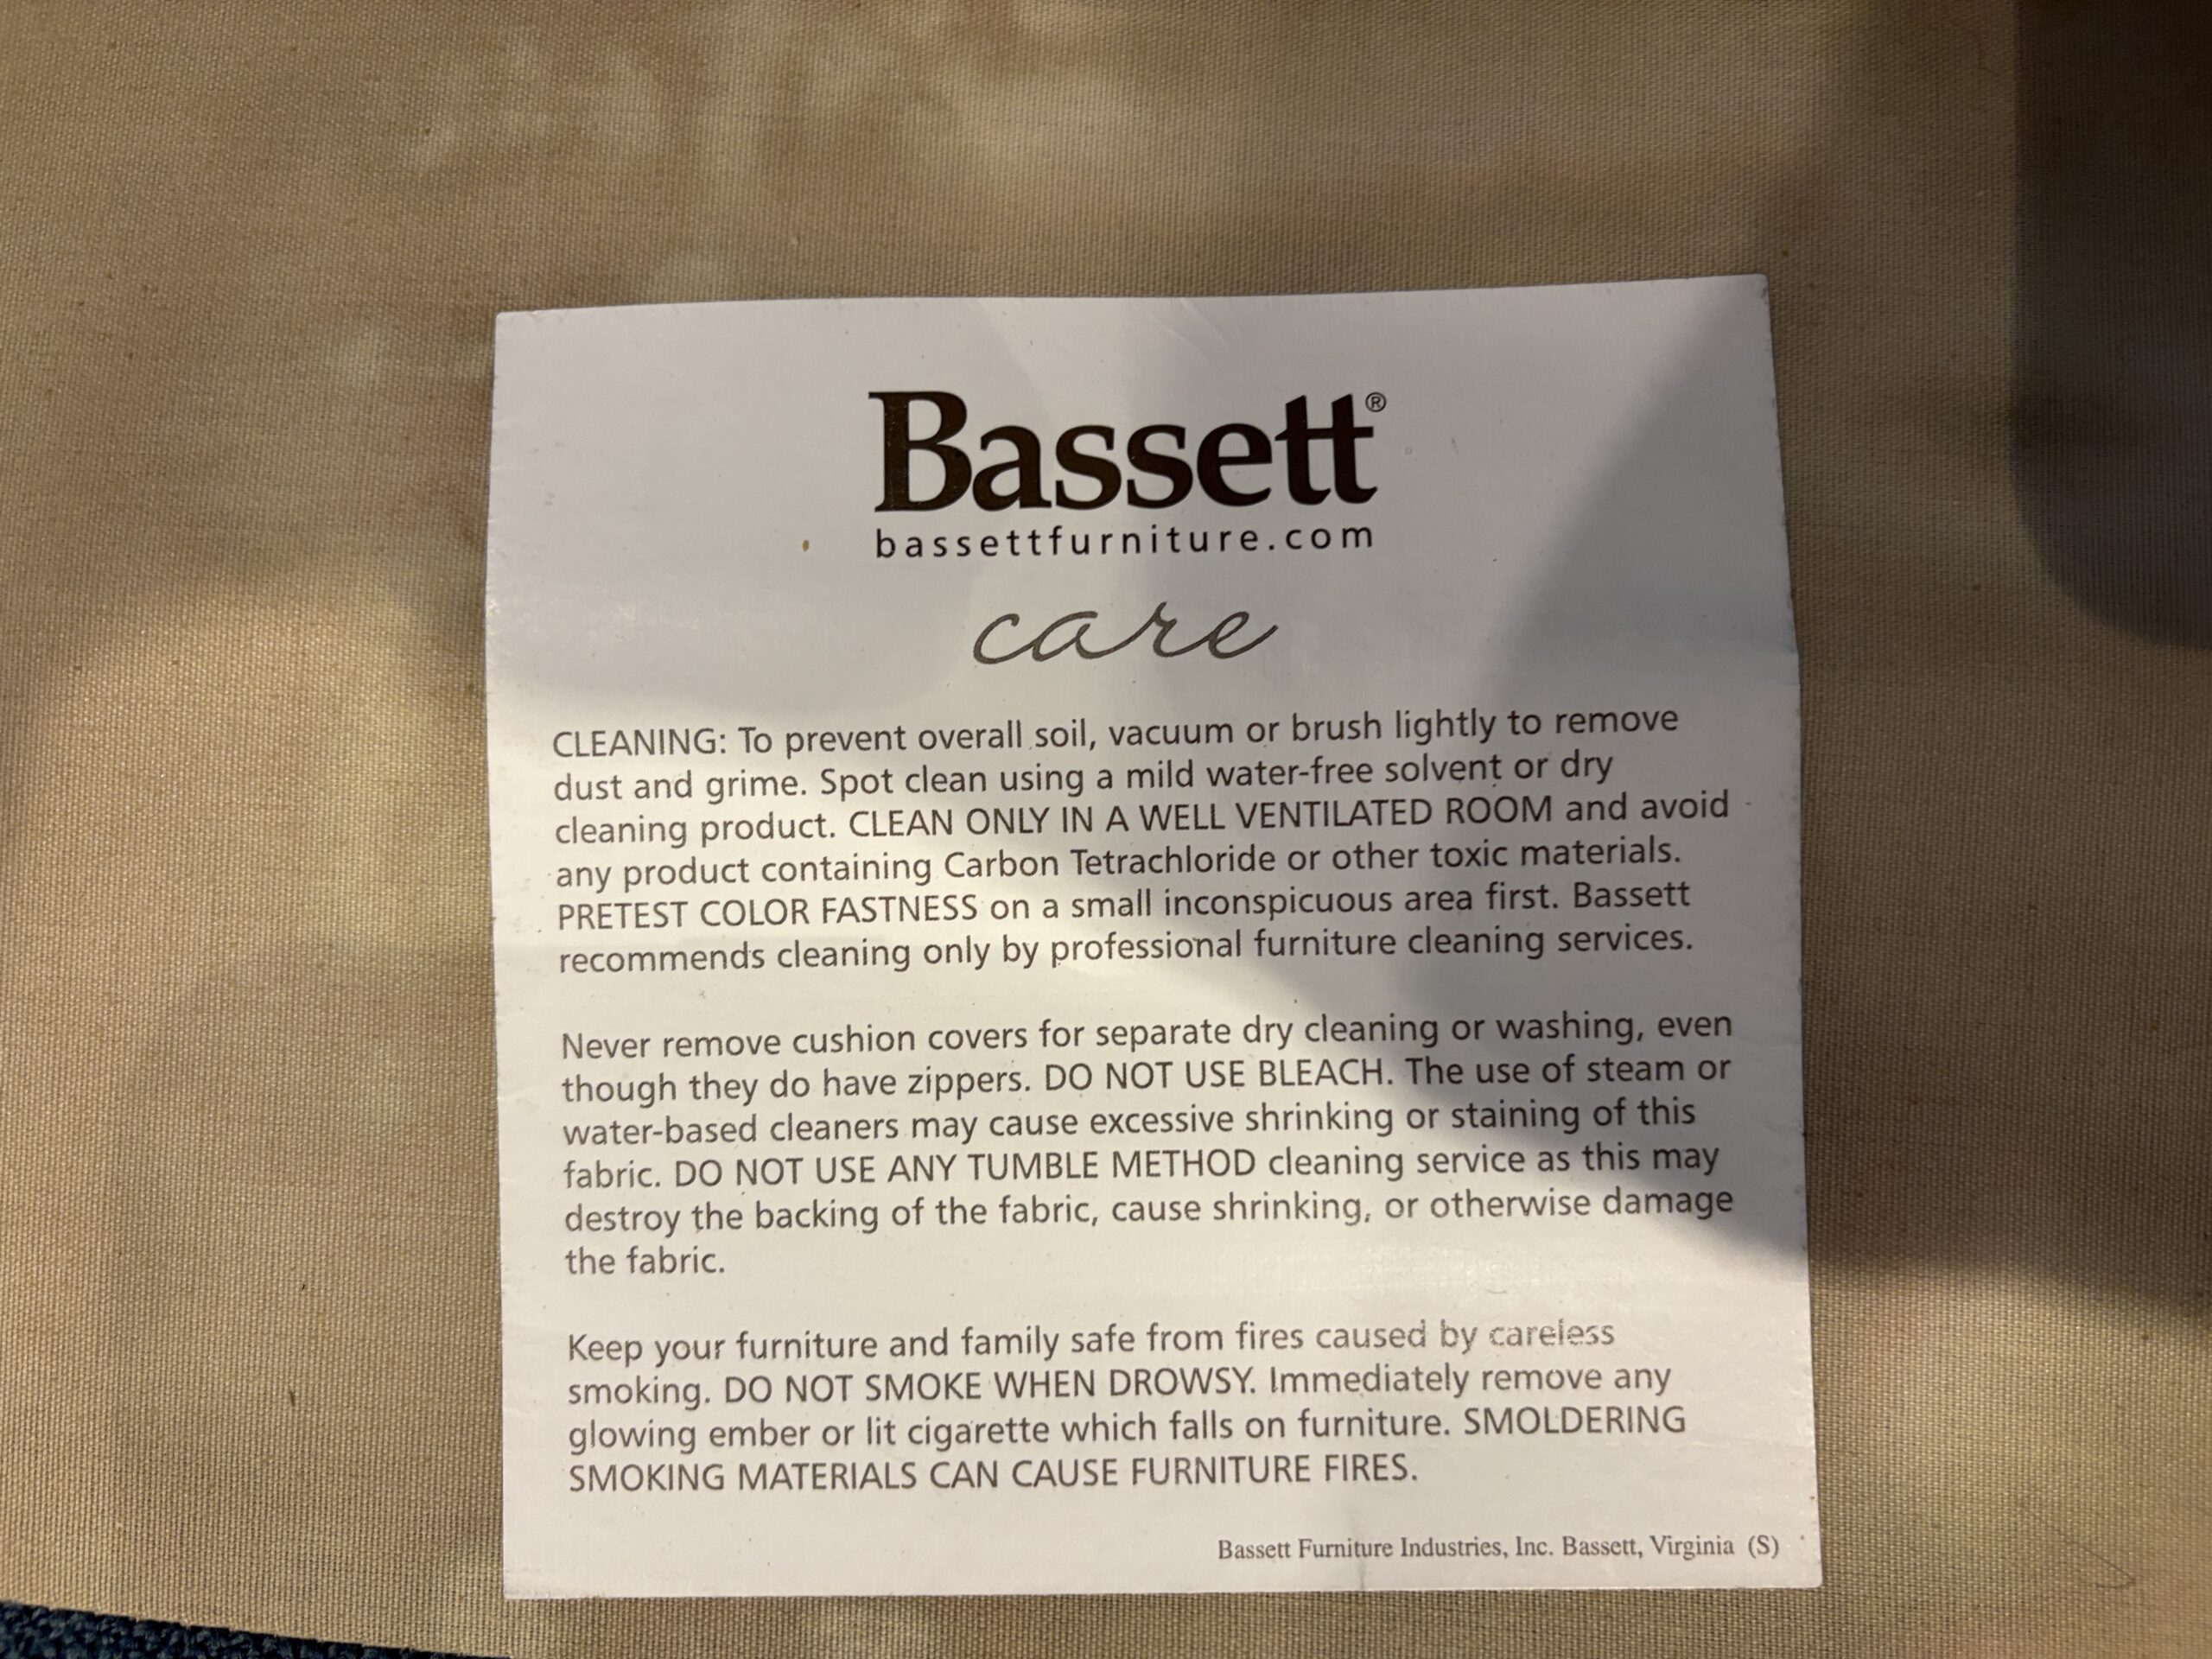 Bassett®
bassettfurniture.com
care
CLEANING: To prevent overall soil, vacuum or brush lightly to remove
dust and grime. Spot clean using a mild water-free solvent or dry
cleaning product. CLEAN ONLY IN A WELL VENTILATED ROOM and avoid
any product containing Carbon Tetrachloride or other toxic materials.
PRETEST COLOR FASTNESS on a small inconspicuous area first. Bassett
recommends cleaning only by professional furniture cleaning services.
Never remove cushion covers for separate dry cleaning or washing, even
though they do have zippers. DO NOT USE BLEACH. The use of steam or
water-based cleaners may cause excessive shrinking or staining of this
fabric. DO NOT USE ANY TUMBLE METHOD cleaning service as this may
destroy the backing of the fabric, cause shrinking, or otherwise damage
the fabric.
Keep your furniture and family safe from fires caused by careless
smoking. DO NOT SMOKE WHEN DROWSY. Immediately remove any
glowing ember or lit cigarette which falls on furniture. SMOLDERING
SMOKING MATERIALS CAN CAUSE FURNITURE FIRES.
Bassett Furniture Industries, Inc. Bassett, Virginia (S)